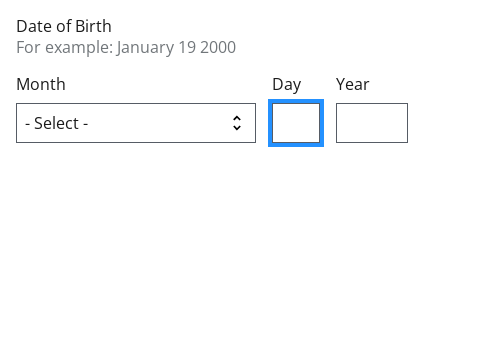 Date of Birth
For example: January 19 2000
Month Day Year
- Select -